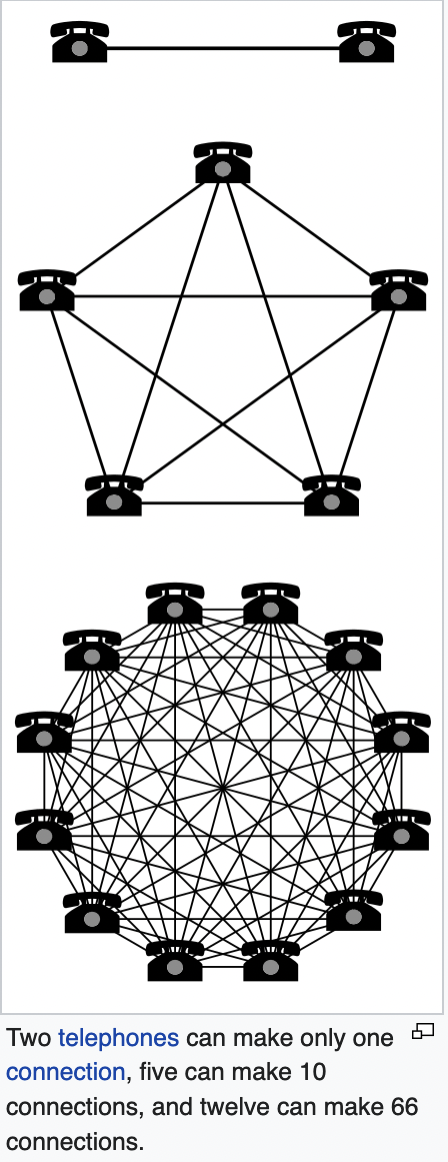 Two telephones can make only one
connection, five can make 10
connections, and twelve can make 66
connections.